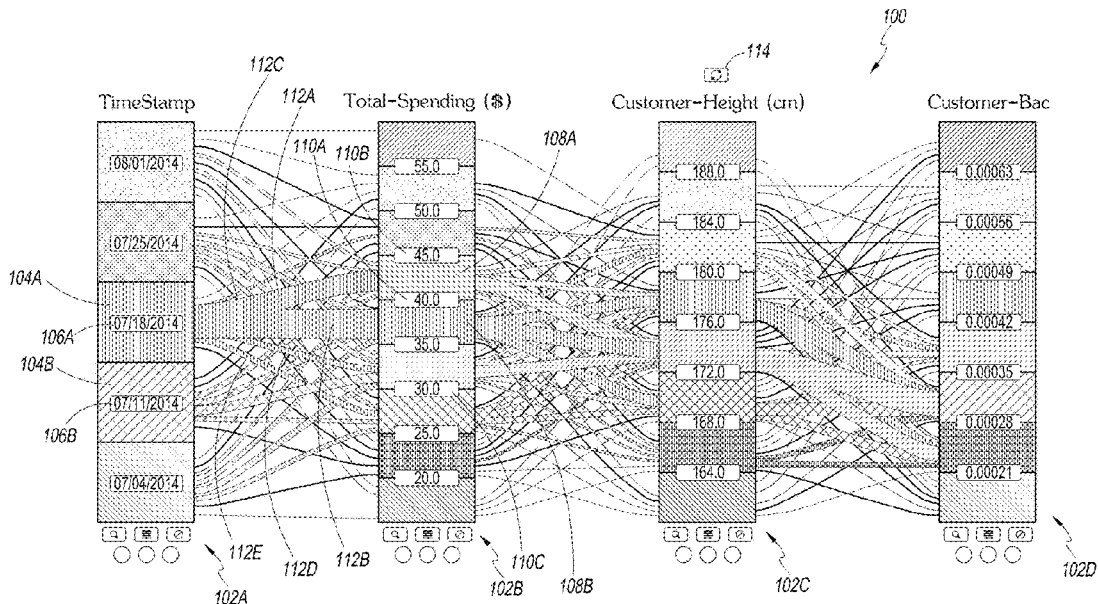 100
114
112C
112A
110A
110B
108A
TimeStamp
Total-Spending ($)
Customer-Height (cm)
Customer-Bac
08/01/2014
07/25/2014
07/18/2014
07/11/2014
07/04/2014
55.0
50.0
45.0
40.0
35.0
30.0
25.0
20.0
188.0
184.0
180.0
176.0
172.0
168.0
164.0
0.00063
0.00056
0.00049
0.00042
0.00035
0.00028
0.00021
104A
106A
104B
106B
112E
112D
112B
110C
108B
102A
102B
102C
102D